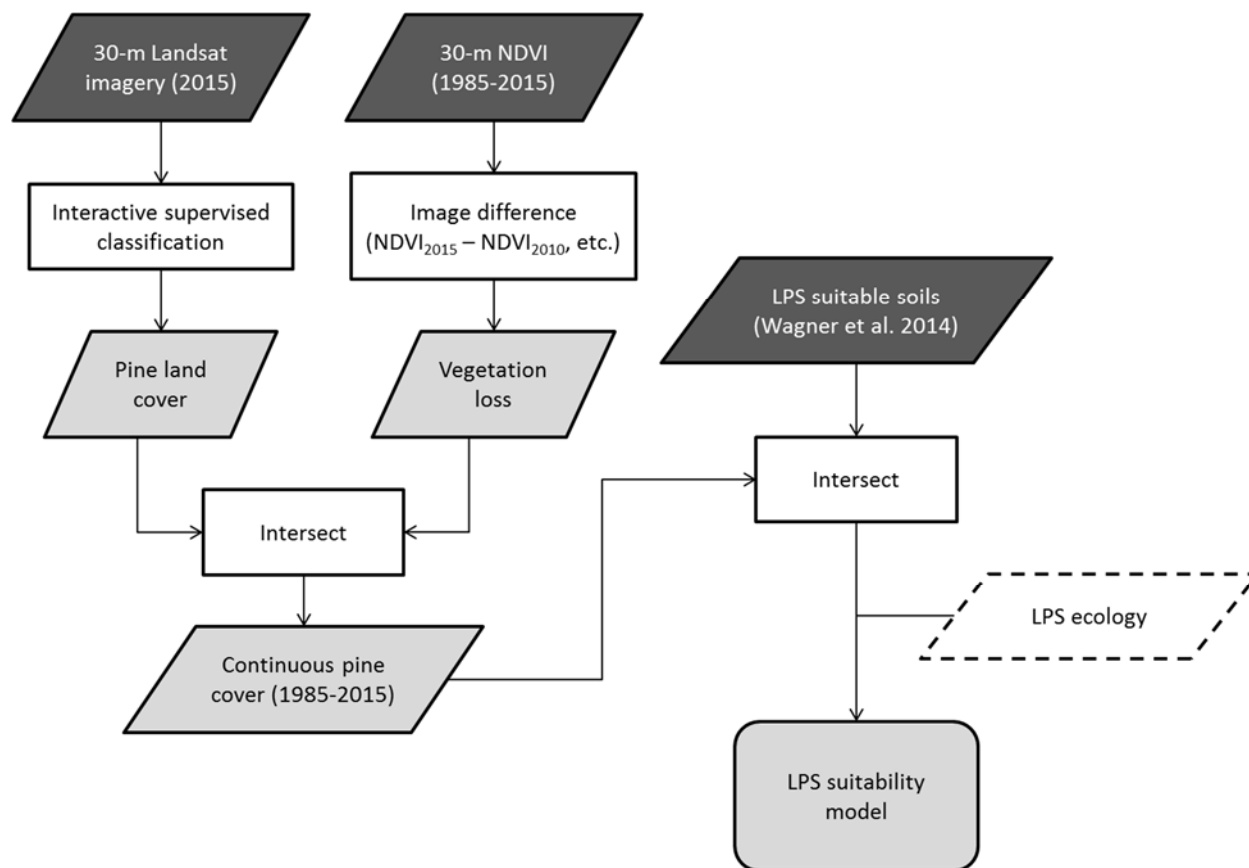 30-m Landsat
imagery (2015)
30-m NDVI
(1985-2015)
Interactive supervised
classification
Image difference
(NDVI₂₀₁₅ – NDVI₂₀₁₀, etc.)
LPS suitable soils
(Wagner et al. 2014)
Pine land
cover
Vegetation
loss
Intersect
Intersect
LPS ecology
Continuous pine
cover (1985-2015)
LPS suitability
model